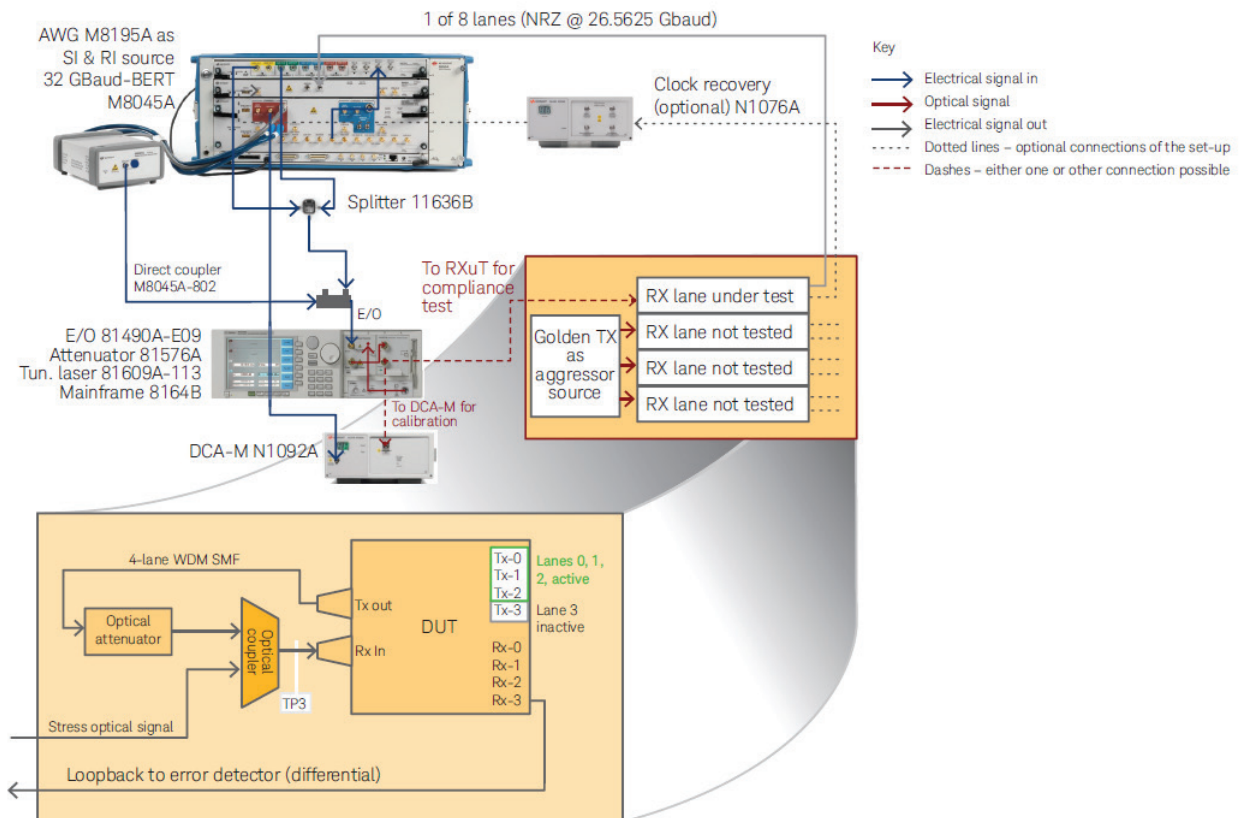 1 of 8 lanes (NRZ @ 26.5625 Gbaud)
AWG M8195A as
SI & RI source
32 GBaud-BERT
M8045A
Clock recovery
(optional) N1076A
Key
Electrical signal in
Optical signal
Electrical signal out
Dotted lines – optional connections of the set-up
Dashes – either one or other connection possible
Splitter 11636B
Direct coupler
M8045A-802
E/O
To RXuT for
compliance
test
E/O 81490A-E09
Attenuator 81576A
Tun. laser 81609A-113
Mainframe 8164B
To DCA-M for
calibration
DCA-M N1092A
Golden TX
as
aggressor
source
RX lane under test
RX lane not tested
RX lane not tested
RX lane not tested
4-lane WDM SMF
Optical
attenuator
Optical
coupler
TP3
Stress optical signal
Loopback to error detector (differential)
Tx out
Rx In
DUT
Tx-0
Tx-1
Tx-2
Tx-3
Lanes 0, 1,
2, active
Lane 3
inactive
Rx-0
Rx-1
Rx-2
Rx-3